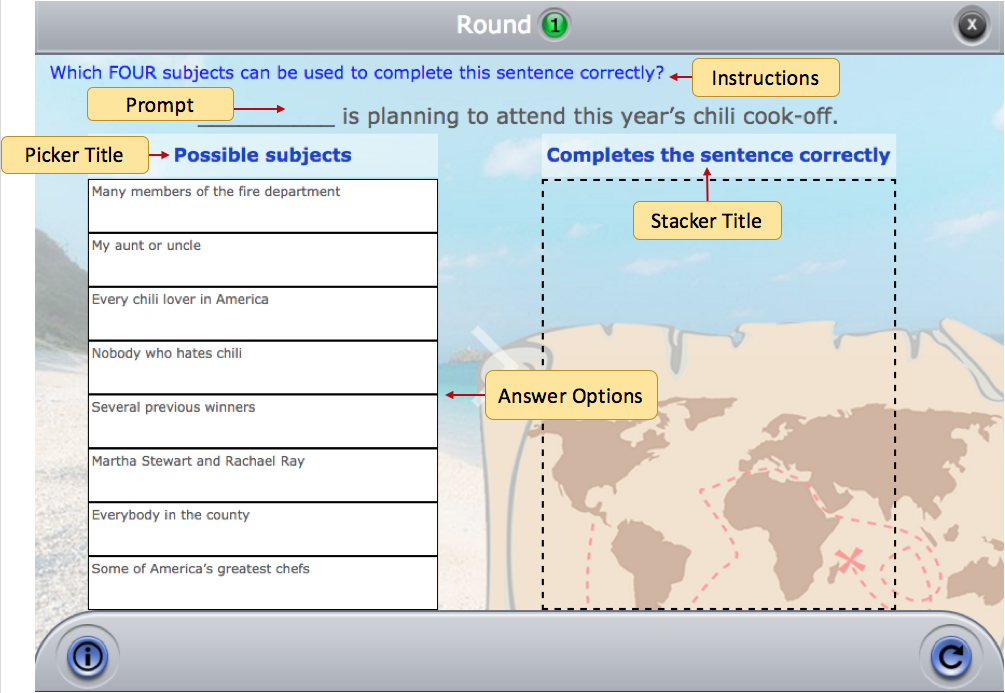 Round 1
X
Which FOUR subjects can be used to complete this sentence correctly?
Instructions
Prompt
__________ is planning to attend this year’s chili cook-off.
Picker Title
Possible subjects
Completes the sentence correctly
Stacker Title
Many members of the fire department
My aunt or uncle
Every chili lover in America
Nobody who hates chili
Answer Options
Several previous winners
Martha Stewart and Rachael Ray
Everybody in the county
Some of America’s greatest chefs
i